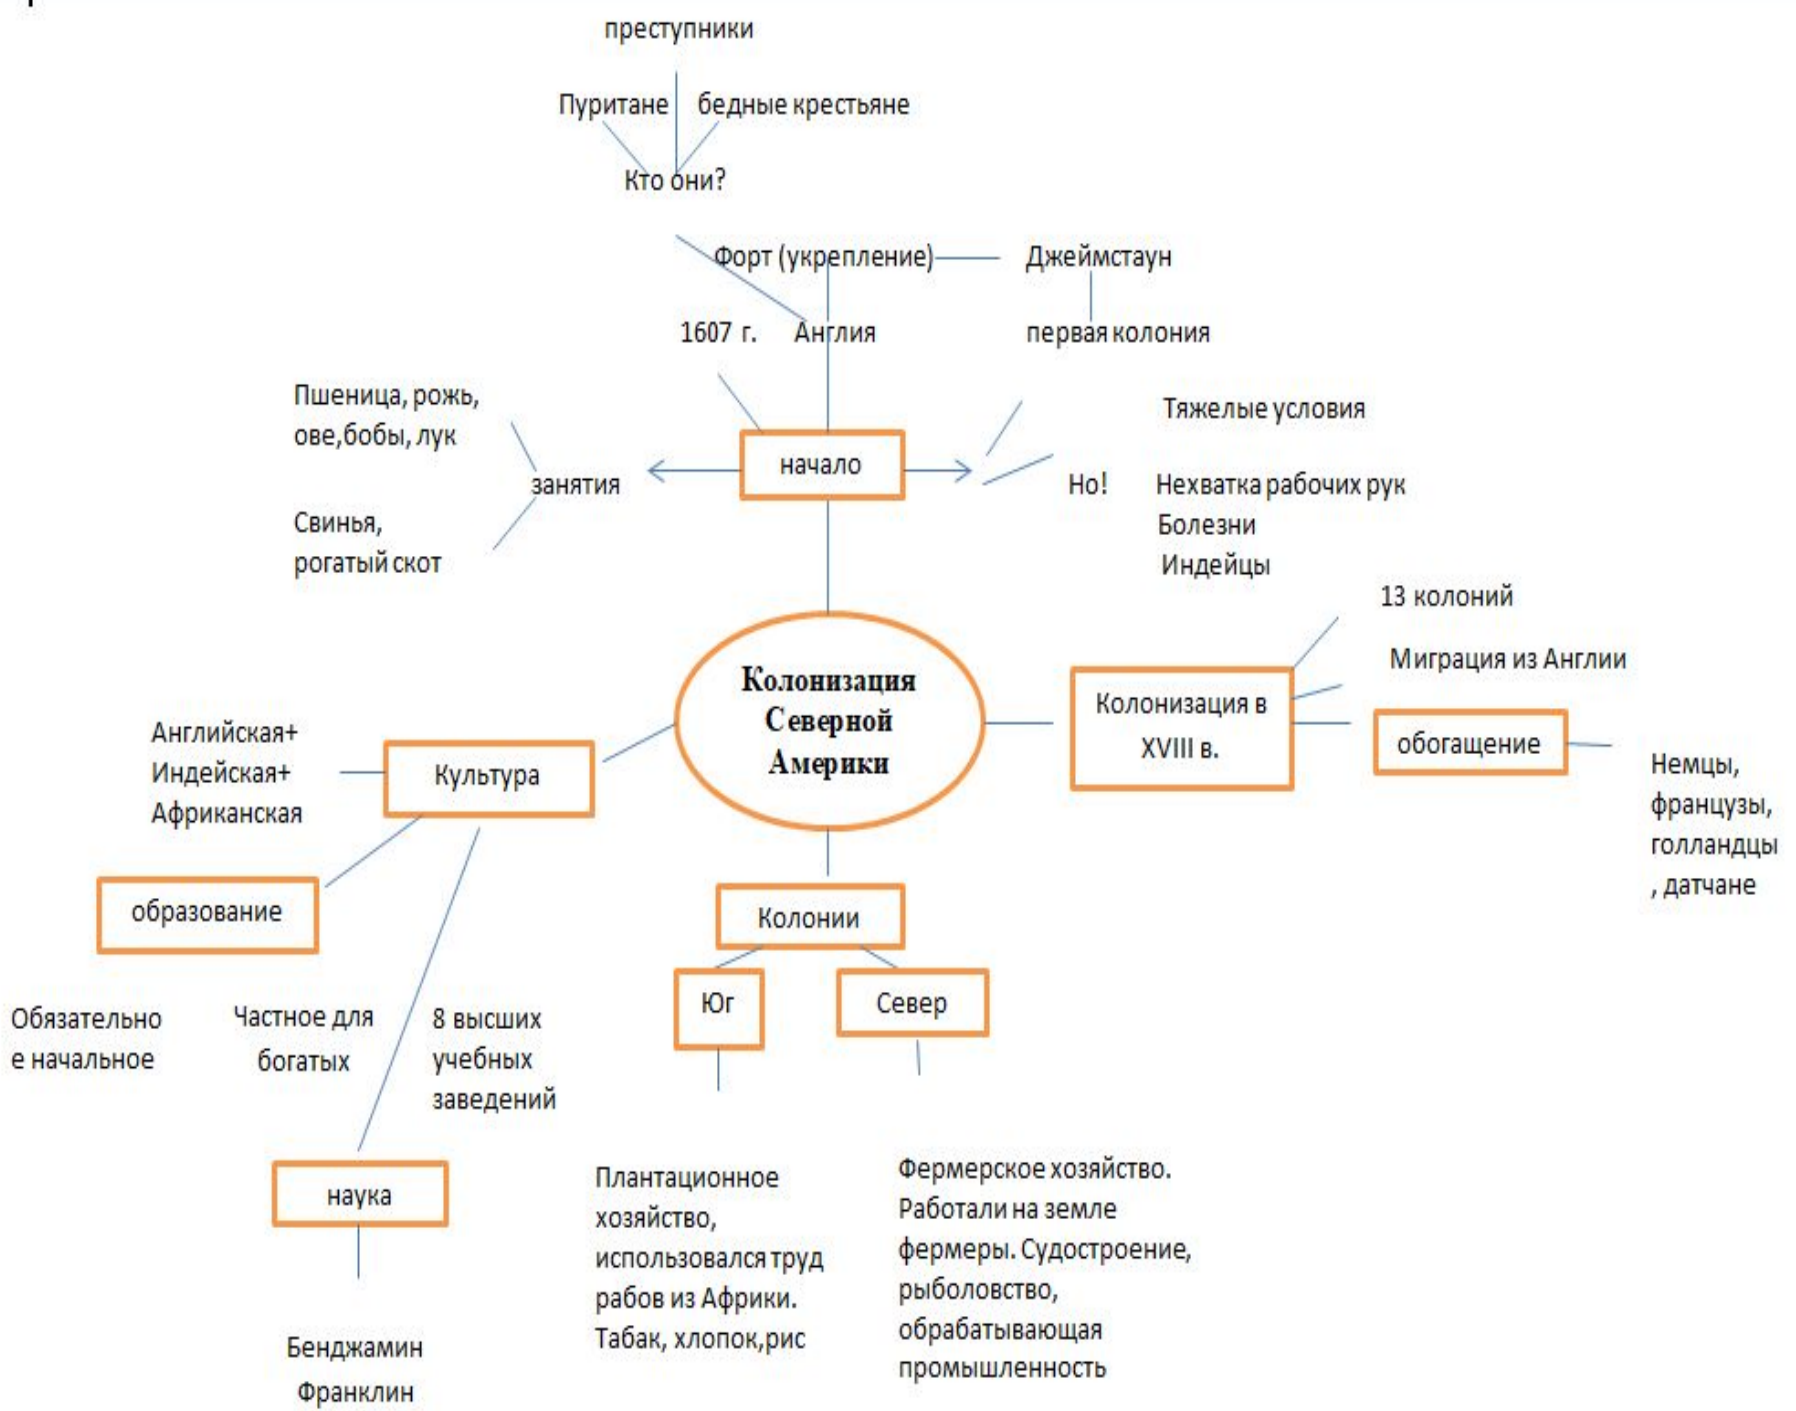 преступники
Пуритане бедные крестьяне
Кто они?
Форт (укрепление) Джеймстаун
1607 г. Англия первая колония
Пшеница, рожь,
ове,бобы, лук
занятия
Свинья,
рогатый скот
начало
Тяжелые условия
Но! Нехватка рабочих рук
Болезни
Индейцы
13 колоний
Миграция из Англии
Колонизация
Северной
Америки
Колонизация в
XVIII в.
обогащение
Немцы,
французы,
голландцы
, датчане
Английская+
Индейская+
Африканская
Культура
образование
Обязательно
е начальное
Частное для
богатых
8 высших
учебных
заведений
наука
Бенджамин
Франклин
Колонии
Юг
Север
Плантационное
хозяйство,
использовался труд
рабов из Африки.
Табак, хлопок,рис
Фермерское хозяйство.
Работали на земле
фермеры. Судостроение,
рыболовство,
обрабатывающая
промышленность